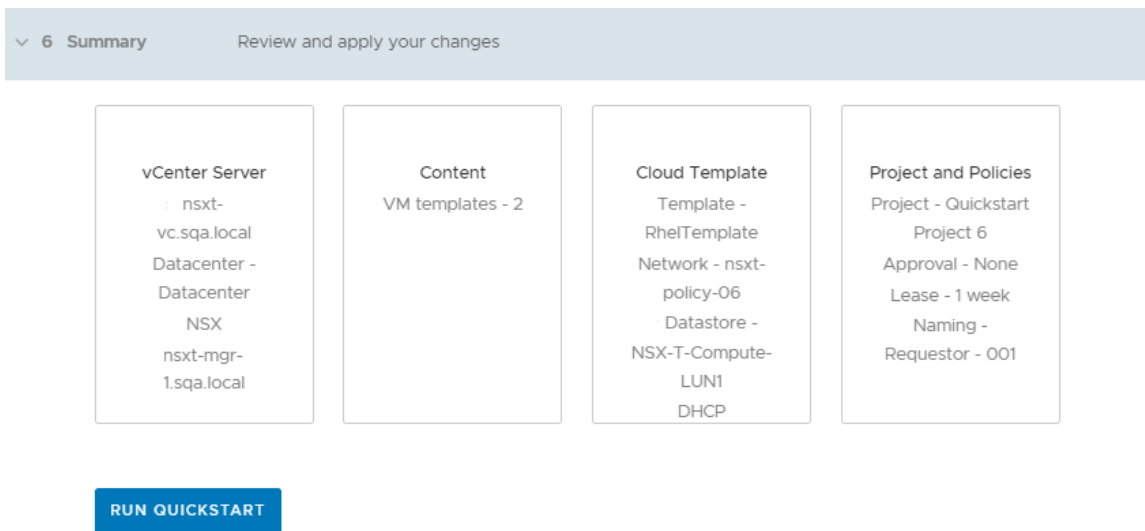 6 Summary Review and apply your changes
vCenter Server
nsxt-
vc.sqa.local
Datacenter -
Datacenter
NSX
nsxt-mgr-
1.sqa.local
Content
VM templates - 2
Cloud Template
Template -
RhelTemplate
Network - nsxt-
policy-06
Datastore -
NSX-T-Compute-
LUN1
DHCP
Project and Policies
Project - Quickstart
Project 6
Approval - None
Lease - 1 week
Naming -
Requestor - 001
RUN QUICKSTART